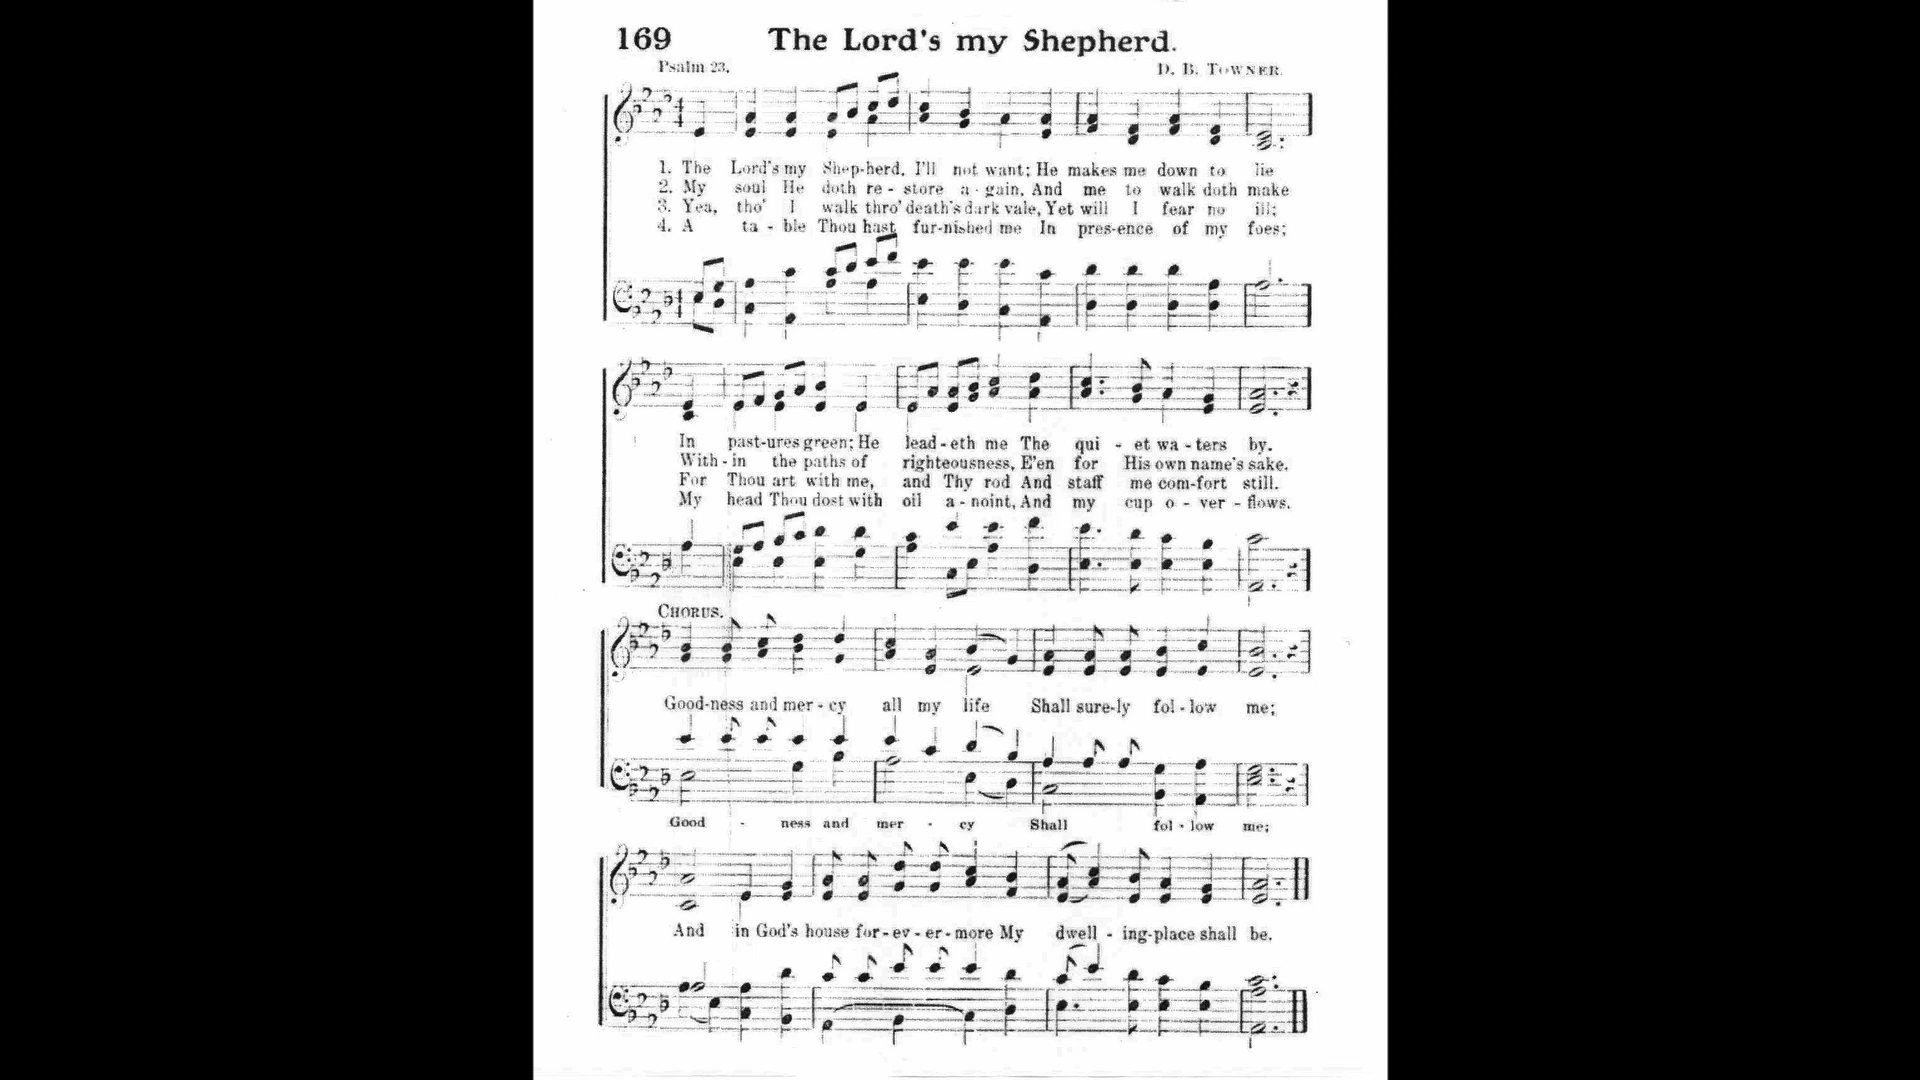 169 The Lord's my Shepherd.
Psalm 23. D. B. TOWNER.
1. The Lord's my Shep-herd, I'll not want; He makes me down to lie
2. My soul He doth re - store a - gain, And me to walk doth make
3. Yea, tho' I walk thro' death's dark vale, Yet will I fear no ill;
4. A ta - ble Thou hast fur-nished me In pres-ence of my foes;
In past-ures green; He lead-eth me The qui - et wa-ters by.
With-in the paths of righteousness, E'en for His own name's sake.
For Thou art with me, and Thy rod And staff me com-fort still.
My head Thou dost with oil a-noint, And my cup o - ver - flows.
CHORUS.
Good-ness and mer-cy all my life Shall sure-ly fol-low me;
Good - ness and mer - cy Shall fol-low me;
And in God's house for-ev-er-more My dwell - ing-place shall be.